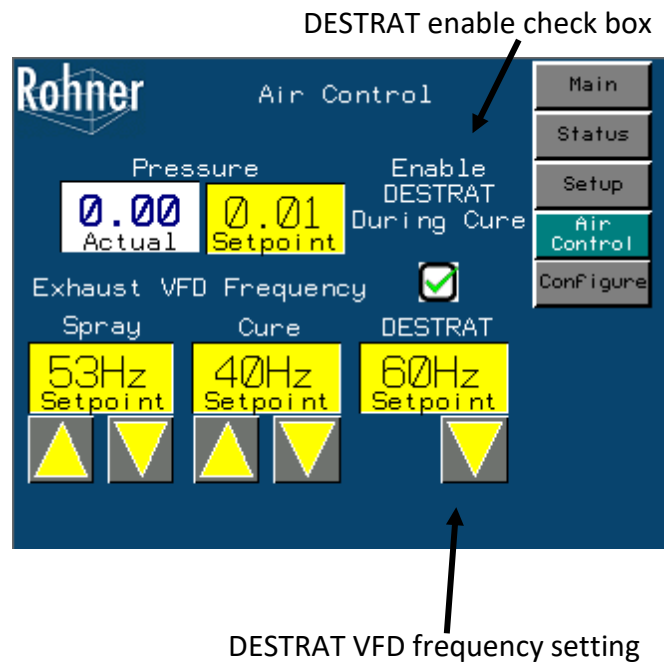 DESTRAT enable check box
Rohner
Air Control
Main
Status
Setup
Air
Control
Configure
Pressure
0.00
Actual
0.01
Setpoint
Enable
DESTRAT
During Cure
Exhaust VFD Frequency
Spray
Cure
DESTRAT
53Hz
Setpoint
40Hz
Setpoint
60Hz
Setpoint
DESTRAT VFD frequency setting